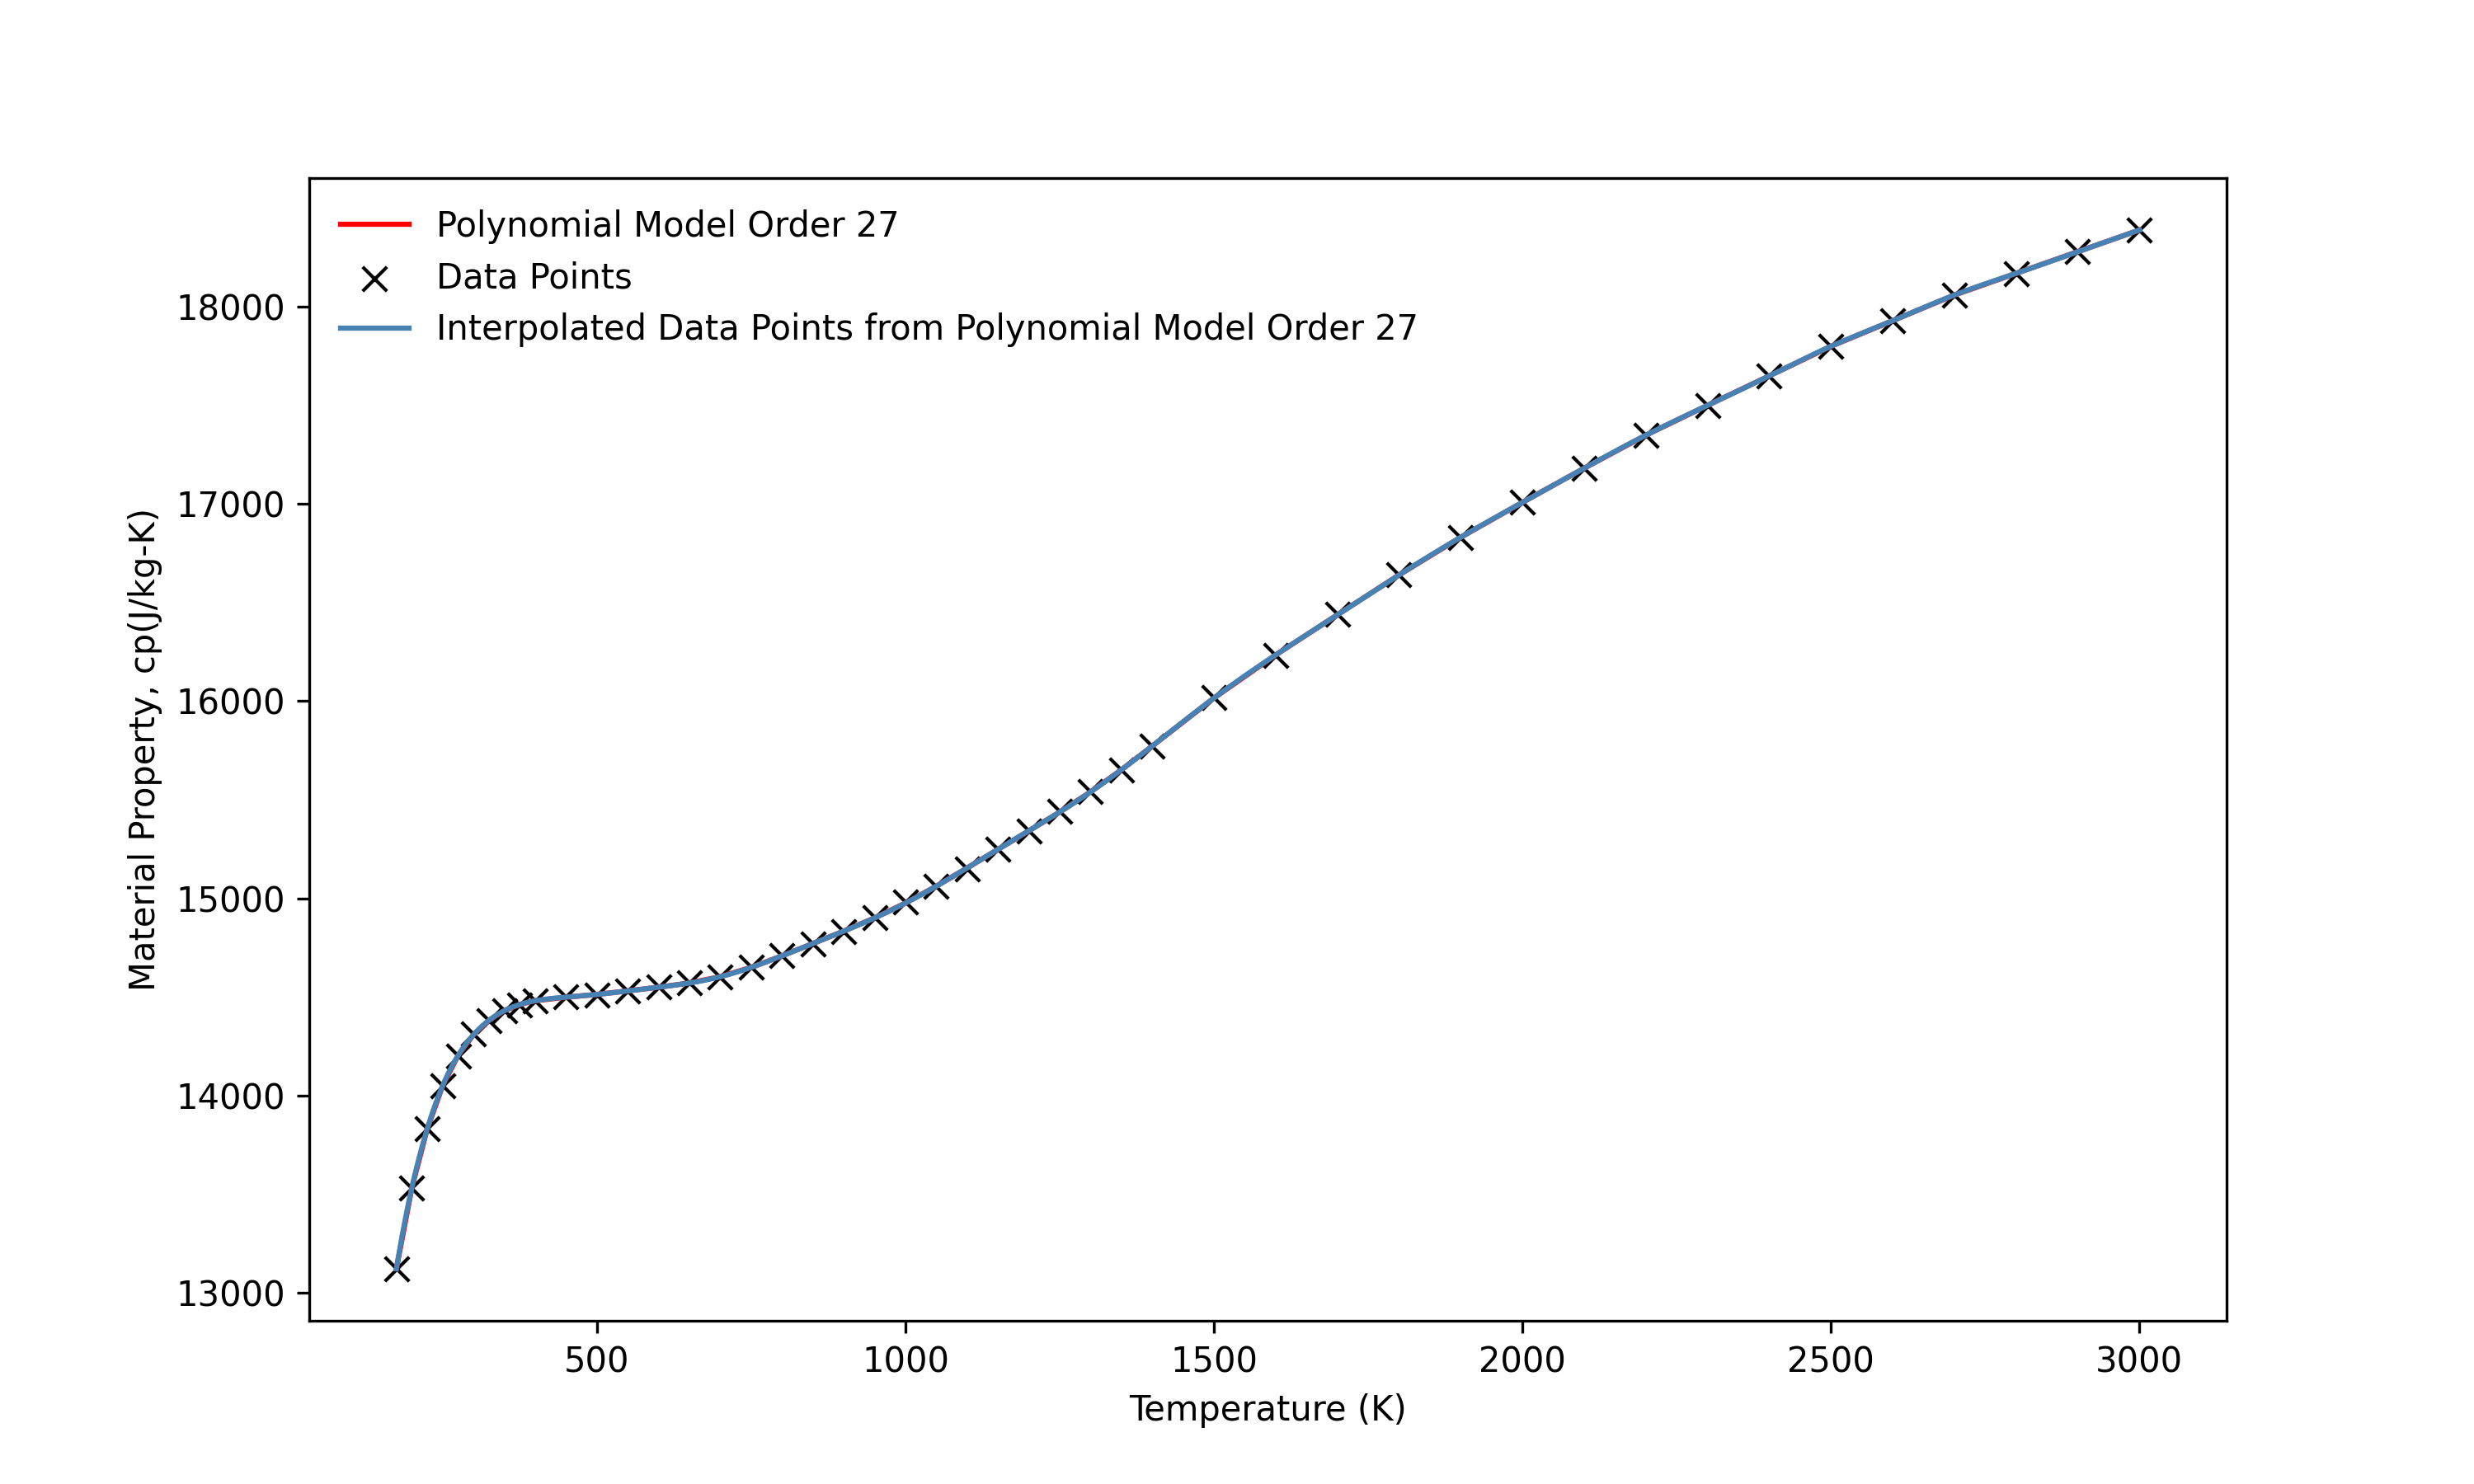 Polynomial Model Order 27
Data Points
Interpolated Data Points from Polynomial Model Order 27
Material Property, cp(J/kg-K)
18000
17000
16000
15000
14000
13000
500 1000 1500 2000 2500 3000
Temperature (K)